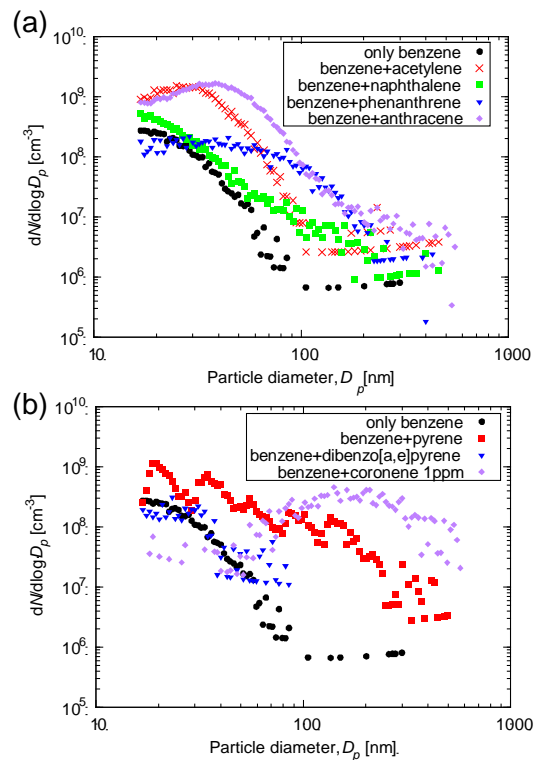 (a)
10^10.
10^9.
10^8.
10^7.
10^6.
10^5.
dN/dlogD_p [cm^-3]
only benzene
benzene+acetylene
benzene+naphthalene
benzene+phenanthrene
benzene+anthracene
10. 100 1000
Particle diameter, D_p [nm]
(b)
10^10.
10^9.
10^8.
10^7.
10^6.
10^5.
dN/dlogD_p [cm^-3]
only benzene
benzene+pyrene
benzene+dibenzo[a,e]pyrene
benzene+coronene 1ppm
10. 100 1000
Particle diameter, D_p [nm].